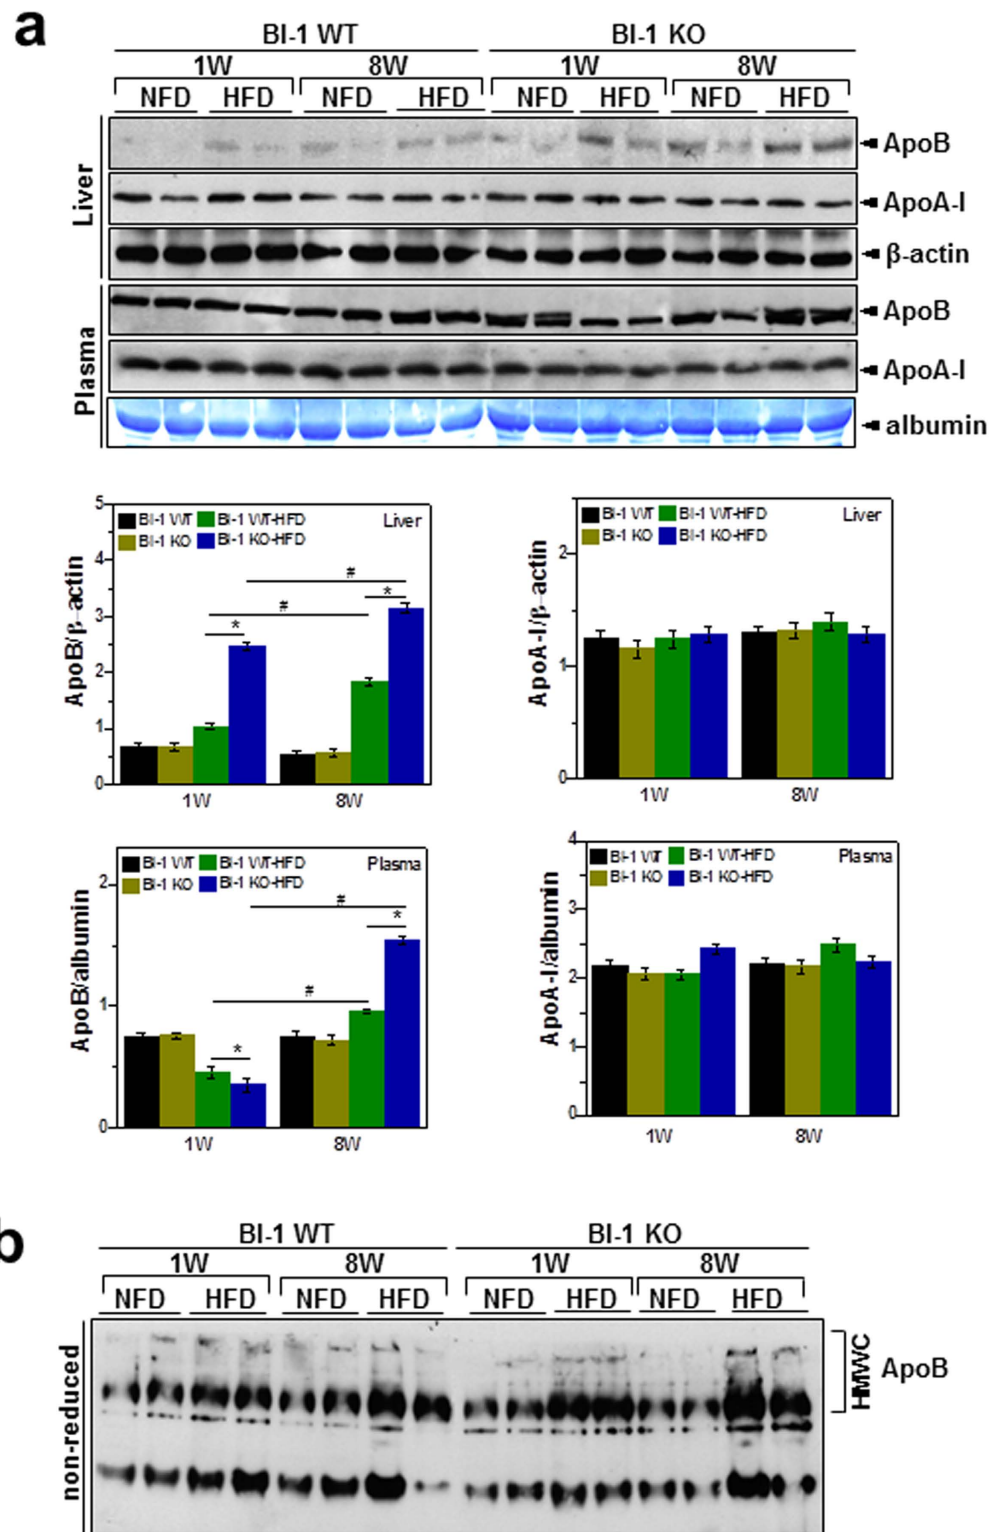 a
BI-1 WT BI-1 KO
1W 8W 1W 8W
NFD HFD NFD HFD NFD HFD NFD HFD
Liver
ApoB
ApoA-I
β-actin
Plasma
ApoB
ApoA-I
albumin
BI-1 WT BI-1 WT-HFD Liver
BI-1 KO BI-1 KO-HFD
ApoB/β-actin
5
4
3
2
1
0
#
*
#
*
1W 8W
BI-1 WT BI-1 WT-HFD Liver
BI-1 KO BI-1 KO-HFD
ApoA-I/β-actin
2
1
0
1W 8W
BI-1 WT BI-1 WT-HFD Plasma
BI-1 KO BI-1 KO-HFD
ApoB/albumin
2
1
0
#
*
#
*
1W 8W
BI-1 WT BI-1 WT-HFD Plasma
BI-1 KO BI-1 KO-HFD
ApoA-I/albumin
4
3
2
1
0
1W 8W
b
BI-1 WT BI-1 KO
1W 8W 1W 8W
NFD HFD NFD HFD NFD HFD NFD HFD
non-reduced
HMWC
ApoB